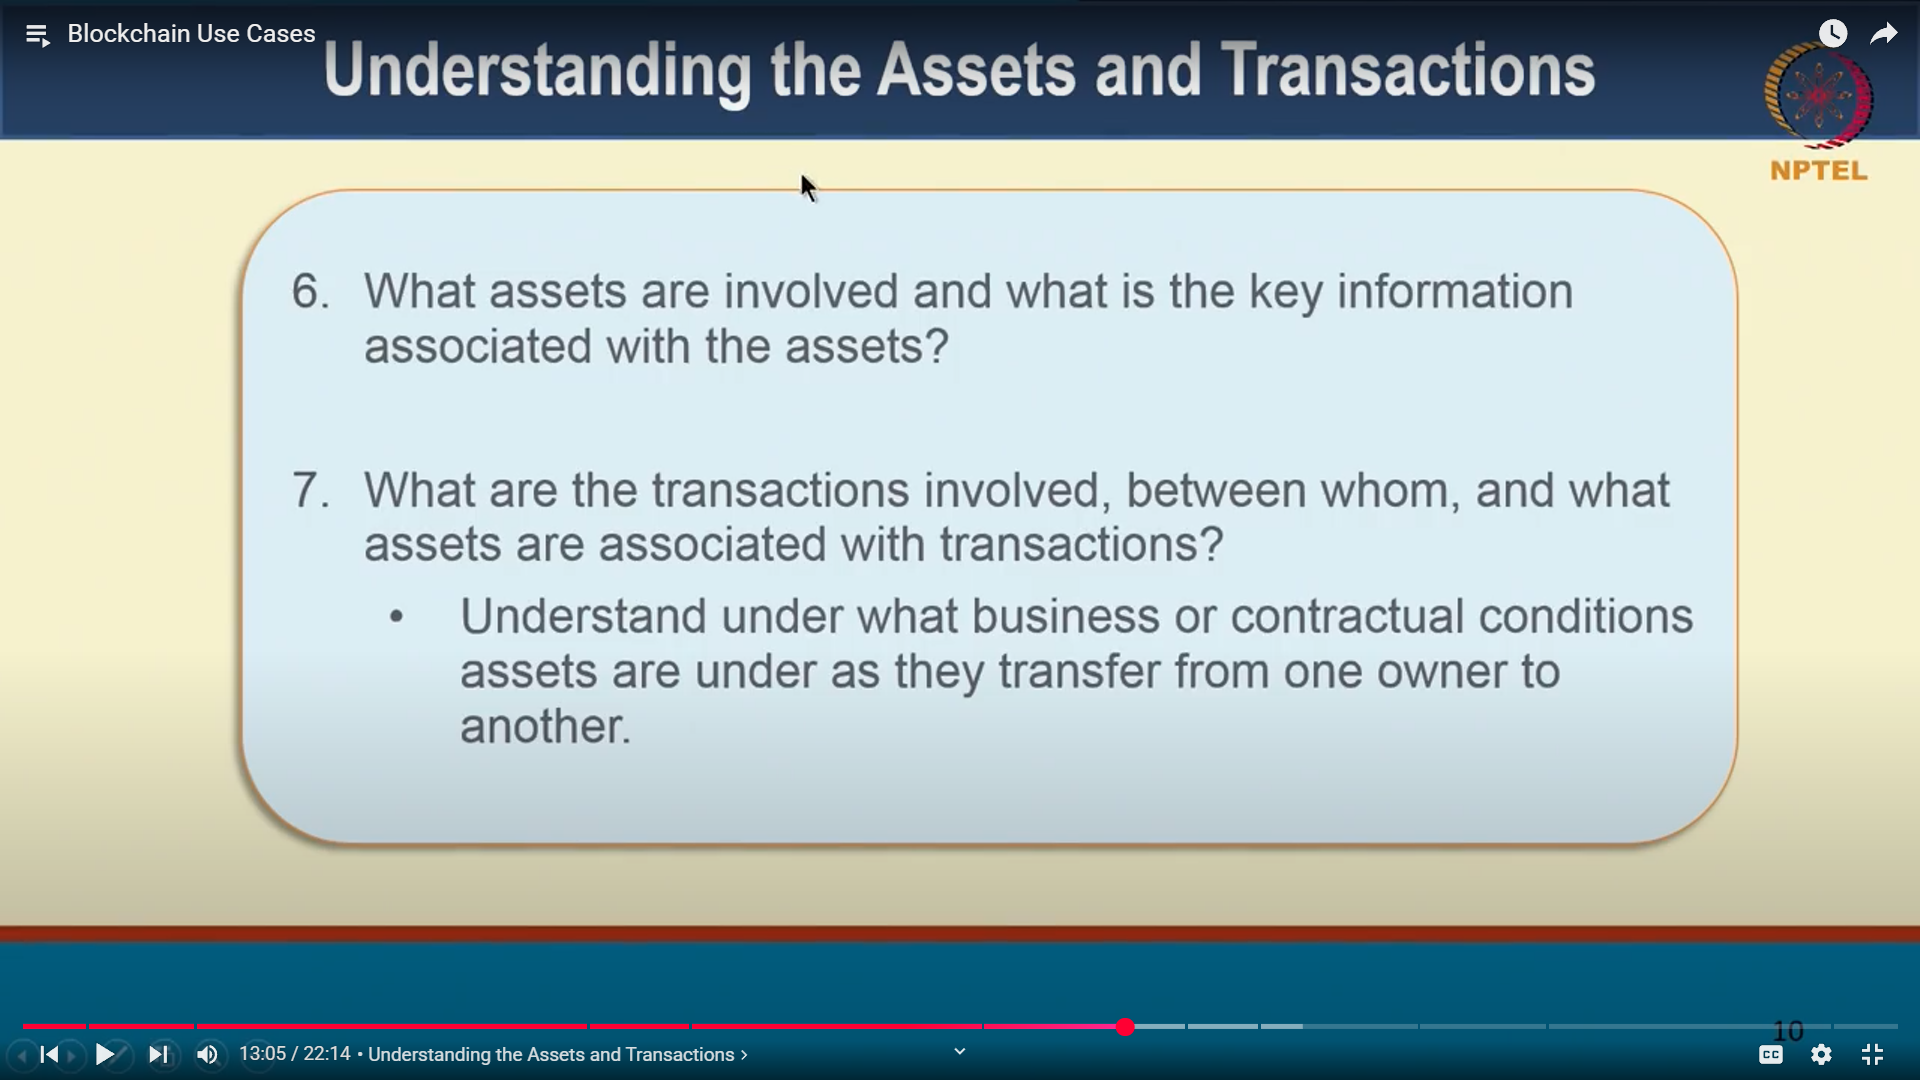 Blockchain Use Cases
Understanding the Assets and Transactions
NPTEL
6. What assets are involved and what is the key information
associated with the assets?
7. What are the transactions involved, between whom, and what
assets are associated with transactions?
• Understand under what business or contractual conditions
assets are under as they transfer from one owner to
another.
10
13:05 / 22:14 • Understanding the Assets and Transactions >
CC